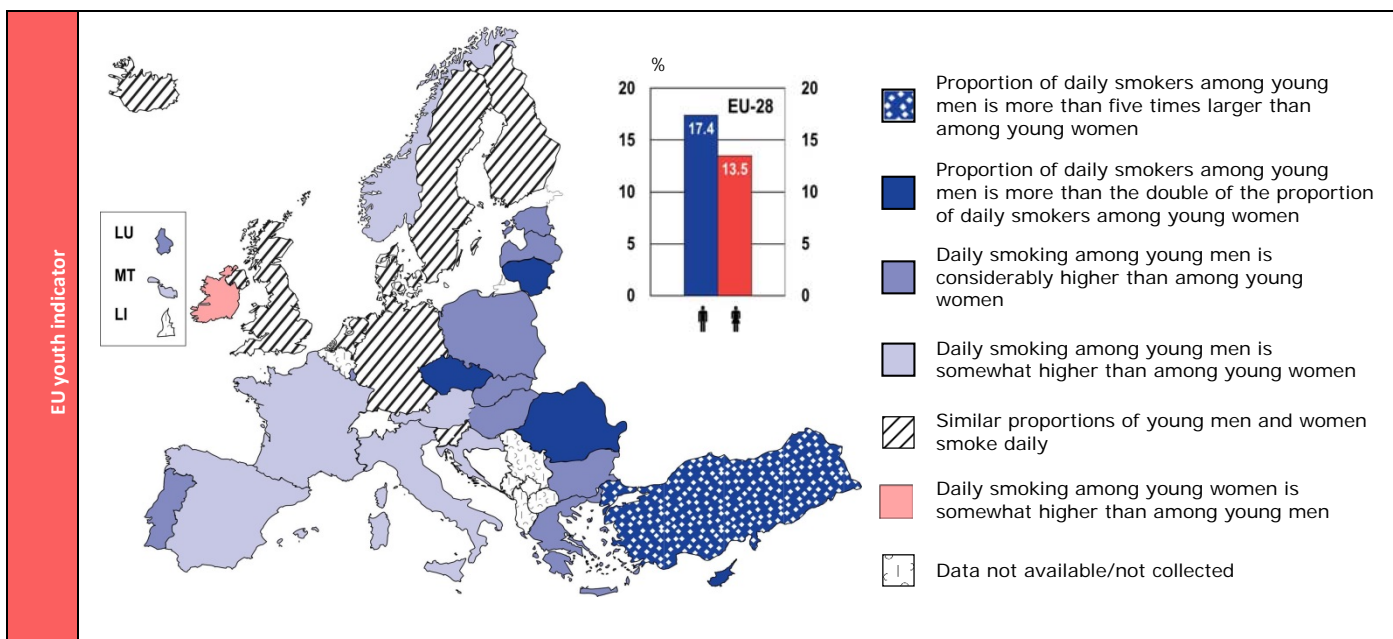 EU youth indicator
LU
MT
LI
%
20
15
10
5
0
EU-28
17.4
13.5
20
15
10
5
0
Proportion of daily smokers among young
men is more than five times larger than
among young women
Proportion of daily smokers among young
men is more than the double of the proportion
of daily smokers among young women
Daily smoking among young men is
considerably higher than among young
women
Daily smoking among young men is
somewhat higher than among young women
Similar proportions of young men and women
smoke daily
Daily smoking among young women is
somewhat higher than among young men
Data not available/not collected